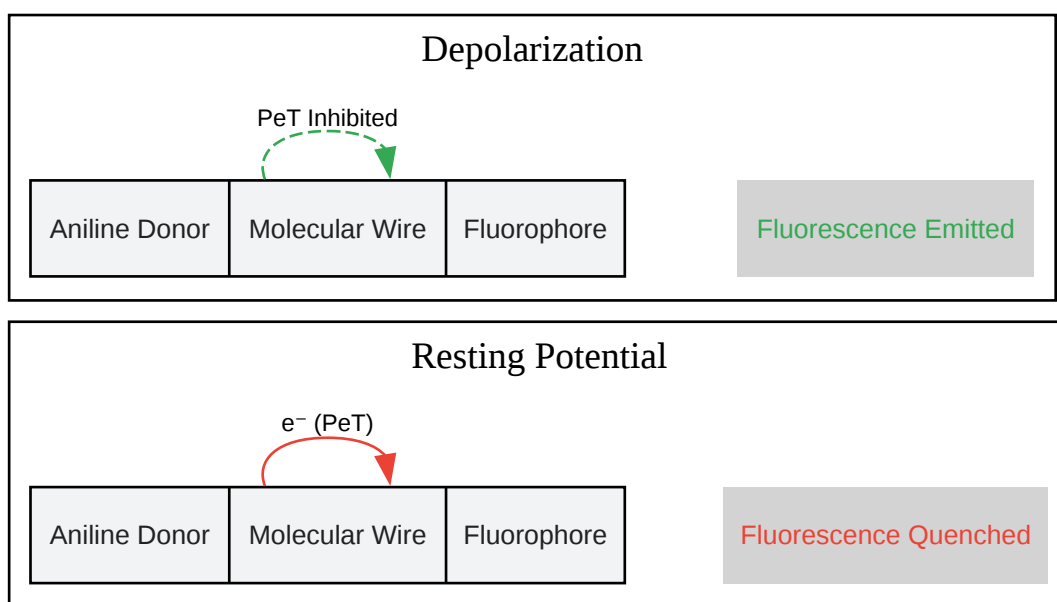 Depolarization
PeT Inhibited
Aniline Donor Molecular Wire Fluorophore Fluorescence Emitted
Resting Potential
e⁻ (PeT)
Aniline Donor Molecular Wire Fluorophore Fluorescence Quenched